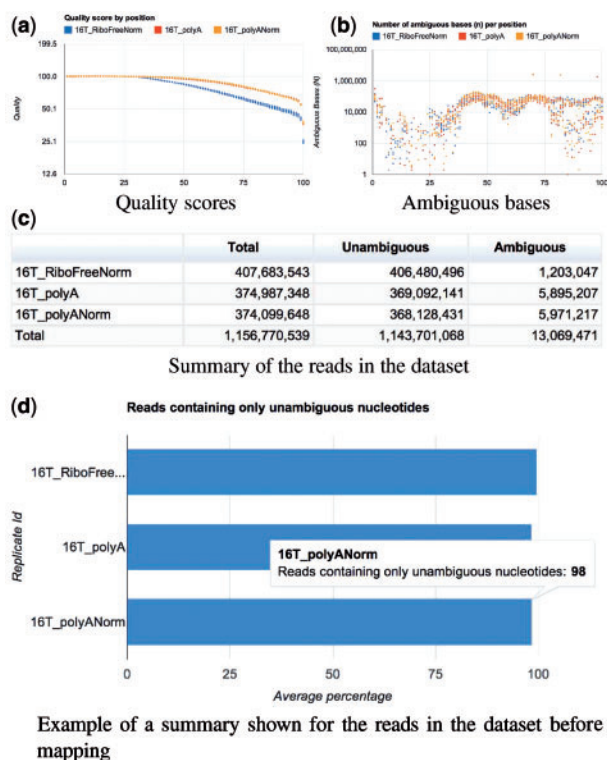 (a)
Quality score by position
16T_RiboFreeNorm 16T_polyA 16T_polyANorm
199.5
100.0
50.1
25.1
12.6
Quality
1 25 50 75 100
Quality scores
(b)
Number of ambiguous bases (n) per position
16T_RiboFreeNorm 16T_polyA 16T_polyANorm
100,000,000
1,000,000
10,000
100
1
Ambiguous Bases (N)
1 25 50 75 100
Ambiguous bases
(c)
Total Unambiguous Ambiguous
16T_RiboFreeNorm 407,683,543 406,480,496 1,203,047
16T_polyA 374,987,348 369,092,141 5,895,207
16T_polyANorm 374,099,648 368,128,431 5,971,217
Total 1,156,770,539 1,143,701,068 13,069,471
Summary of the reads in the dataset
(d)
Reads containing only unambiguous nucleotides
Replicate Id
16T_RiboFree...
16T_polyA
16T_polyANorm
16T_polyANorm
Reads containing only unambiguous nucleotides: 98
0 25 50 75 100
Average percentage
Example of a summary shown for the reads in the dataset before
mapping